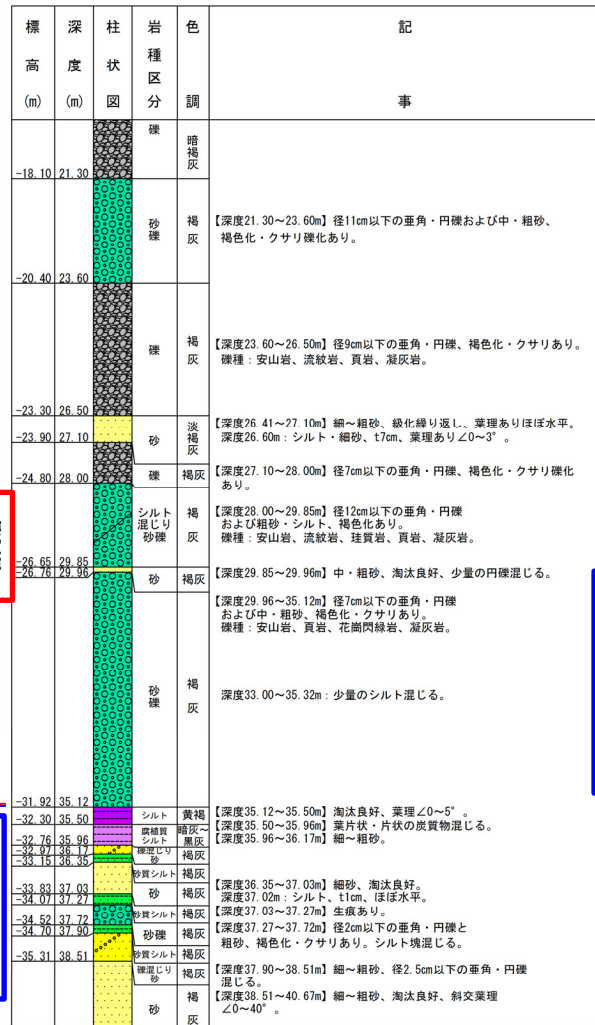 標高(m) 深度(m) 柱状図 岩種区分 色調 記事
礫 暗褐灰
-18.10 21.30
砂礫 褐灰 【深度21.30～23.60m】径11cm以下の亜角・円礫および中・粗砂、
褐色化・クサリ礫化あり。
-20.40 23.60
礫 褐灰 【深度23.60～26.50m】径9cm以下の亜角・円礫、褐色化・クサリあり。
礫種：安山岩、流紋岩、頁岩、凝灰岩。
-23.30 26.50
砂 淡褐灰 【深度26.41～27.10m】細～粗砂、級化繰り返し、葉理ありほぼ水平。
深度26.60m：シルト・細砂、t7cm、葉理あり∠0～3°。
-23.90 27.10
礫 褐灰 【深度27.10～28.00m】径7cm以下の亜角・円礫、褐色化・クサリ礫化
あり。
-24.80 28.00
シルト混じり砂礫 褐灰 【深度28.00～29.85m】径12cm以下の亜角・円礫
および粗砂・シルト、褐色化あり。
礫種：安山岩、流紋岩、珪質岩、頁岩、凝灰岩。
-26.65 29.85
-26.76 29.96
砂 褐灰 【深度29.85～29.96m】中・粗砂、淘汰良好、少量の円礫混じる。
砂礫 褐灰 【深度29.96～35.12m】径7cm以下の亜角・円礫
および中・粗砂、褐色化・クサリあり。
礫種：安山岩、頁岩、花崗閃緑岩、凝灰岩。
深度33.00～35.32m：少量のシルト混じる。
-31.92 35.12
シルト 黄褐 【深度35.12～35.50m】淘汰良好、葉理∠0～5°。
-32.30 35.50
腐植質シルト 暗灰～黒灰 【深度35.50～35.96m】葉片状・片状の炭質物混じる。
-32.76 35.96
礫混じり砂 褐灰 【深度35.96～36.17m】細～粗砂。
-32.97 36.17
砂質シルト 褐灰
-33.15 36.35
砂 褐灰 【深度36.35～37.03m】細砂、淘汰良好。
深度37.02m：シルト、t1cm、ほぼ水平。
-33.83 37.03
砂質シルト 褐灰 【深度37.03～37.27m】生痕あり。
-34.07 37.27
砂礫 褐灰 【深度37.27～37.72m】径2cm以下の亜角・円礫と
粗砂、褐色化・クサリあり。シルト塊混じる。
-34.52 37.72
砂質シルト 褐灰
-34.70 37.90
礫混じり砂 褐灰 【深度37.90～38.51m】細～粗砂、径2.5cm以下の亜角・円礫
混じる。
-35.31 38.51
砂 褐灰 【深度38.51～40.67m】細～粗砂、淘汰良好、斜交葉理
∠0～40°。